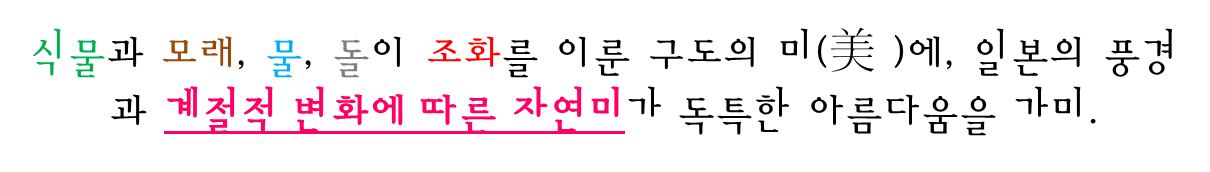 식물과 모래, 물, 돌이 조화를 이룬 구도의 미(美 )에, 일본의 풍경
과 계절적 변화에 따른 자연미가 독특한 아름다움을 가미.